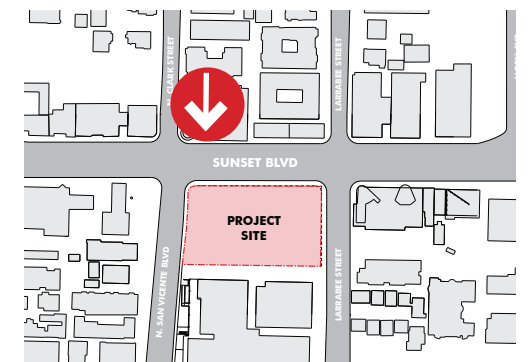 N. CLARK STREET
LARRABEE STREET
SUNSET BLVD
PROJECT
SITE
N. SAN VICENTE BLVD
LARRABEE STREET